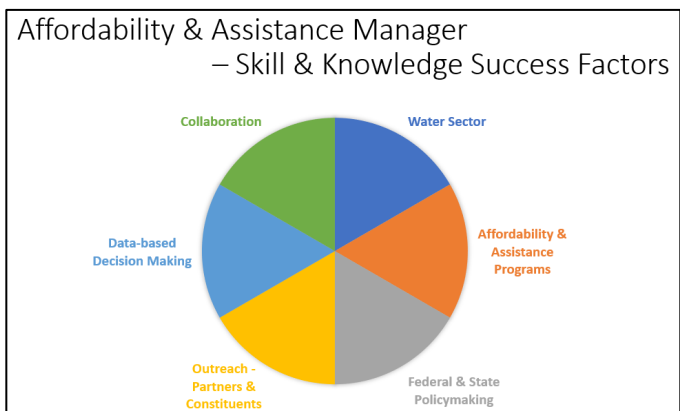 Affordability & Assistance Manager
– Skill & Knowledge Success Factors
Collaboration
Water Sector
Data-based
Decision Making
Affordability &
Assistance
Programs
Outreach -
Partners &
Constituents
Federal & State
Policymaking